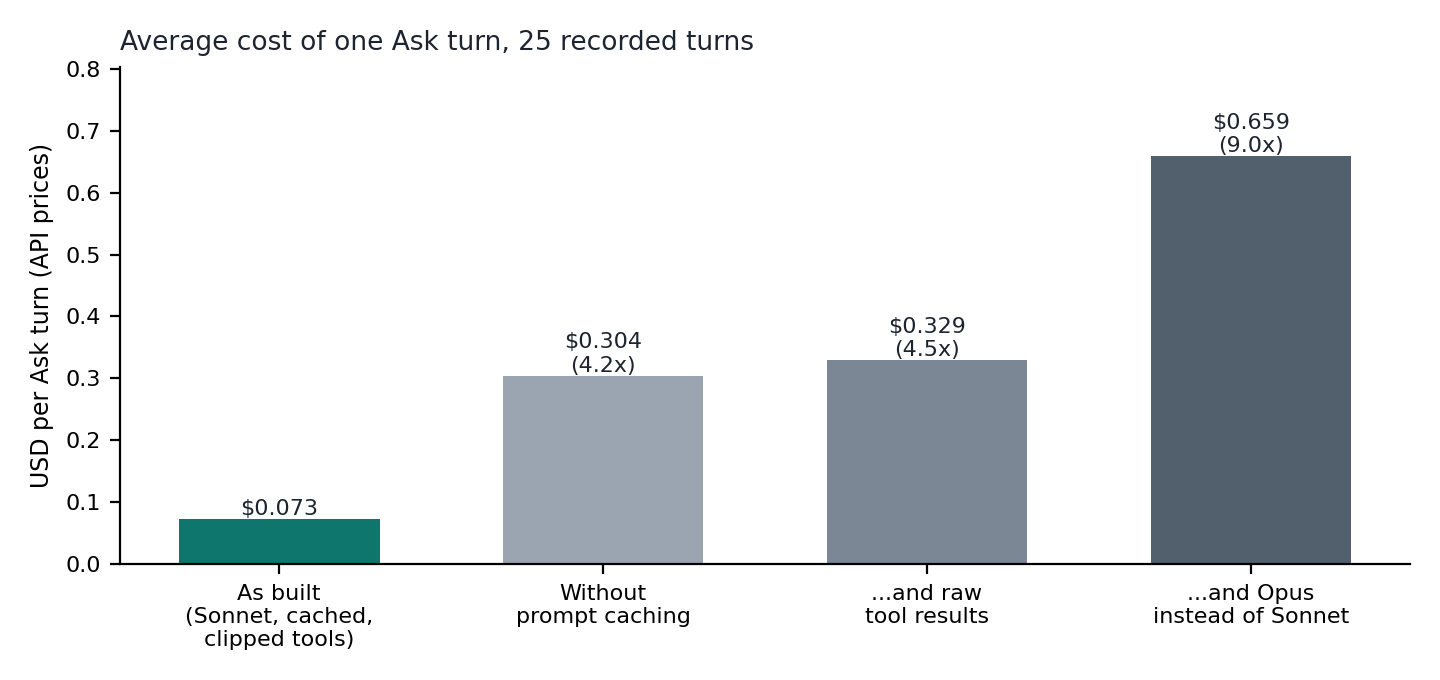 Average cost of one Ask turn, 25 recorded turns
USD per Ask turn (API prices)
0.8
0.7
0.6
0.5
0.4
0.3
0.2
0.1
0.0
$0.073
$0.304
(4.2x)
$0.329
(4.5x)
$0.659
(9.0x)
As built
(Sonnet, cached,
clipped tools)
Without
prompt caching
...and raw
tool results
...and Opus
instead of Sonnet